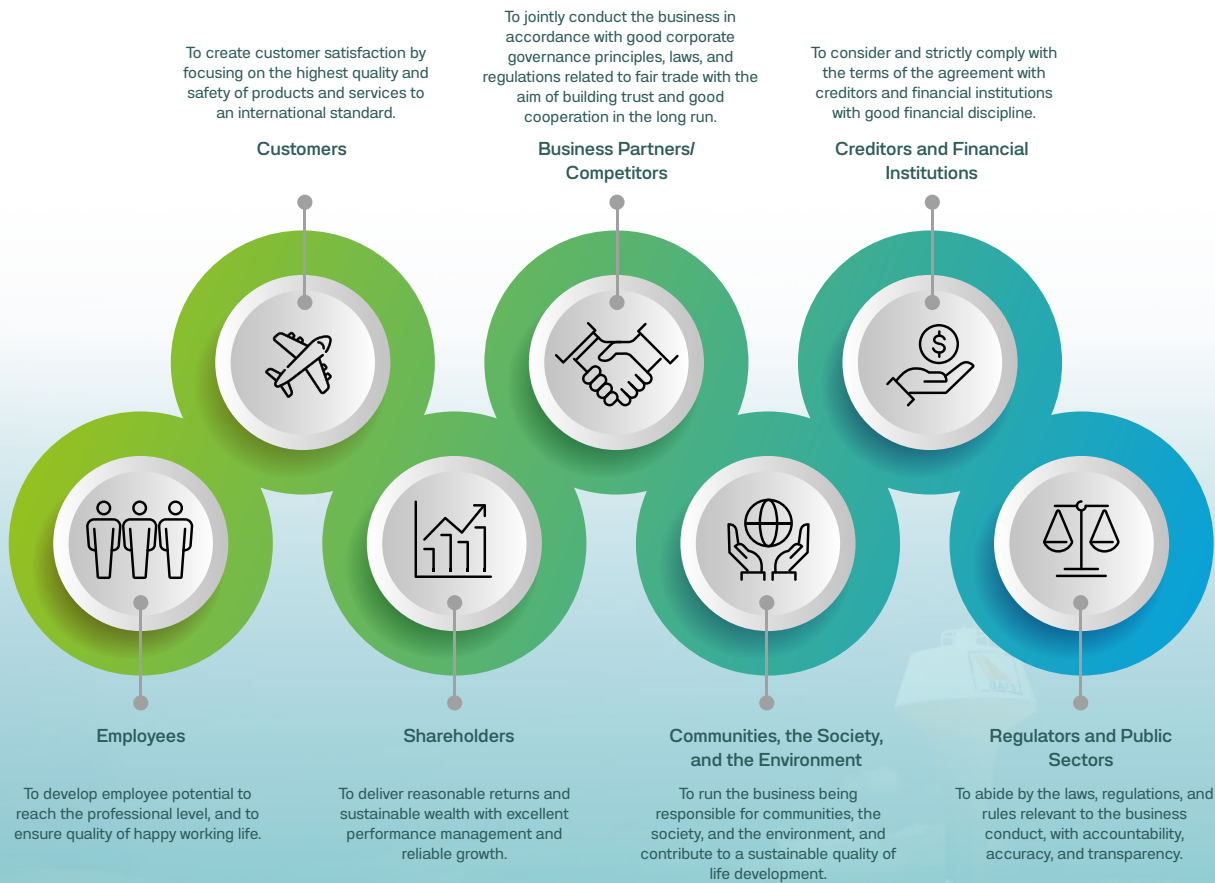 To create customer satisfaction by
focusing on the highest quality and
safety of products and services to
an international standard.
Customers
To jointly conduct the business in
accordance with good corporate
governance principles, laws, and
regulations related to fair trade with the
aim of building trust and good
cooperation in the long run.
Business Partners/
Competitors
To consider and strictly comply with
the terms of the agreement with
creditors and financial institutions
with good financial discipline.
Creditors and Financial
Institutions
$
Employees
To develop employee potential to
reach the professional level, and to
ensure quality of happy working life.
Shareholders
To deliver reasonable returns and
sustainable wealth with excellent
performance management and
reliable growth.
Communities, the Society,
and the Environment
To run the business being
responsible for communities, the
society, and the environment, and
contribute to a sustainable quality of
life development.
Regulators and Public
Sectors
To abide by the laws, regulations, and
rules relevant to the business
conduct, with accountability,
accuracy, and transparency.